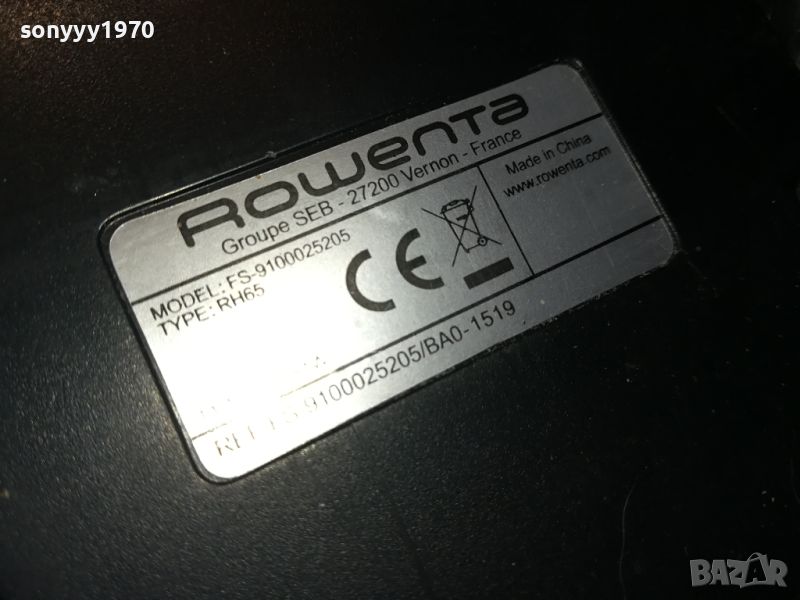 sonyyy1970
Rowenta
Groupe SEB - 27200 Vernon - France
MODEL: FS-9100025205
TYPE: RH65
CE
Made in China
www.rowenta.com
9100025205/BA0-1519
BAZAR